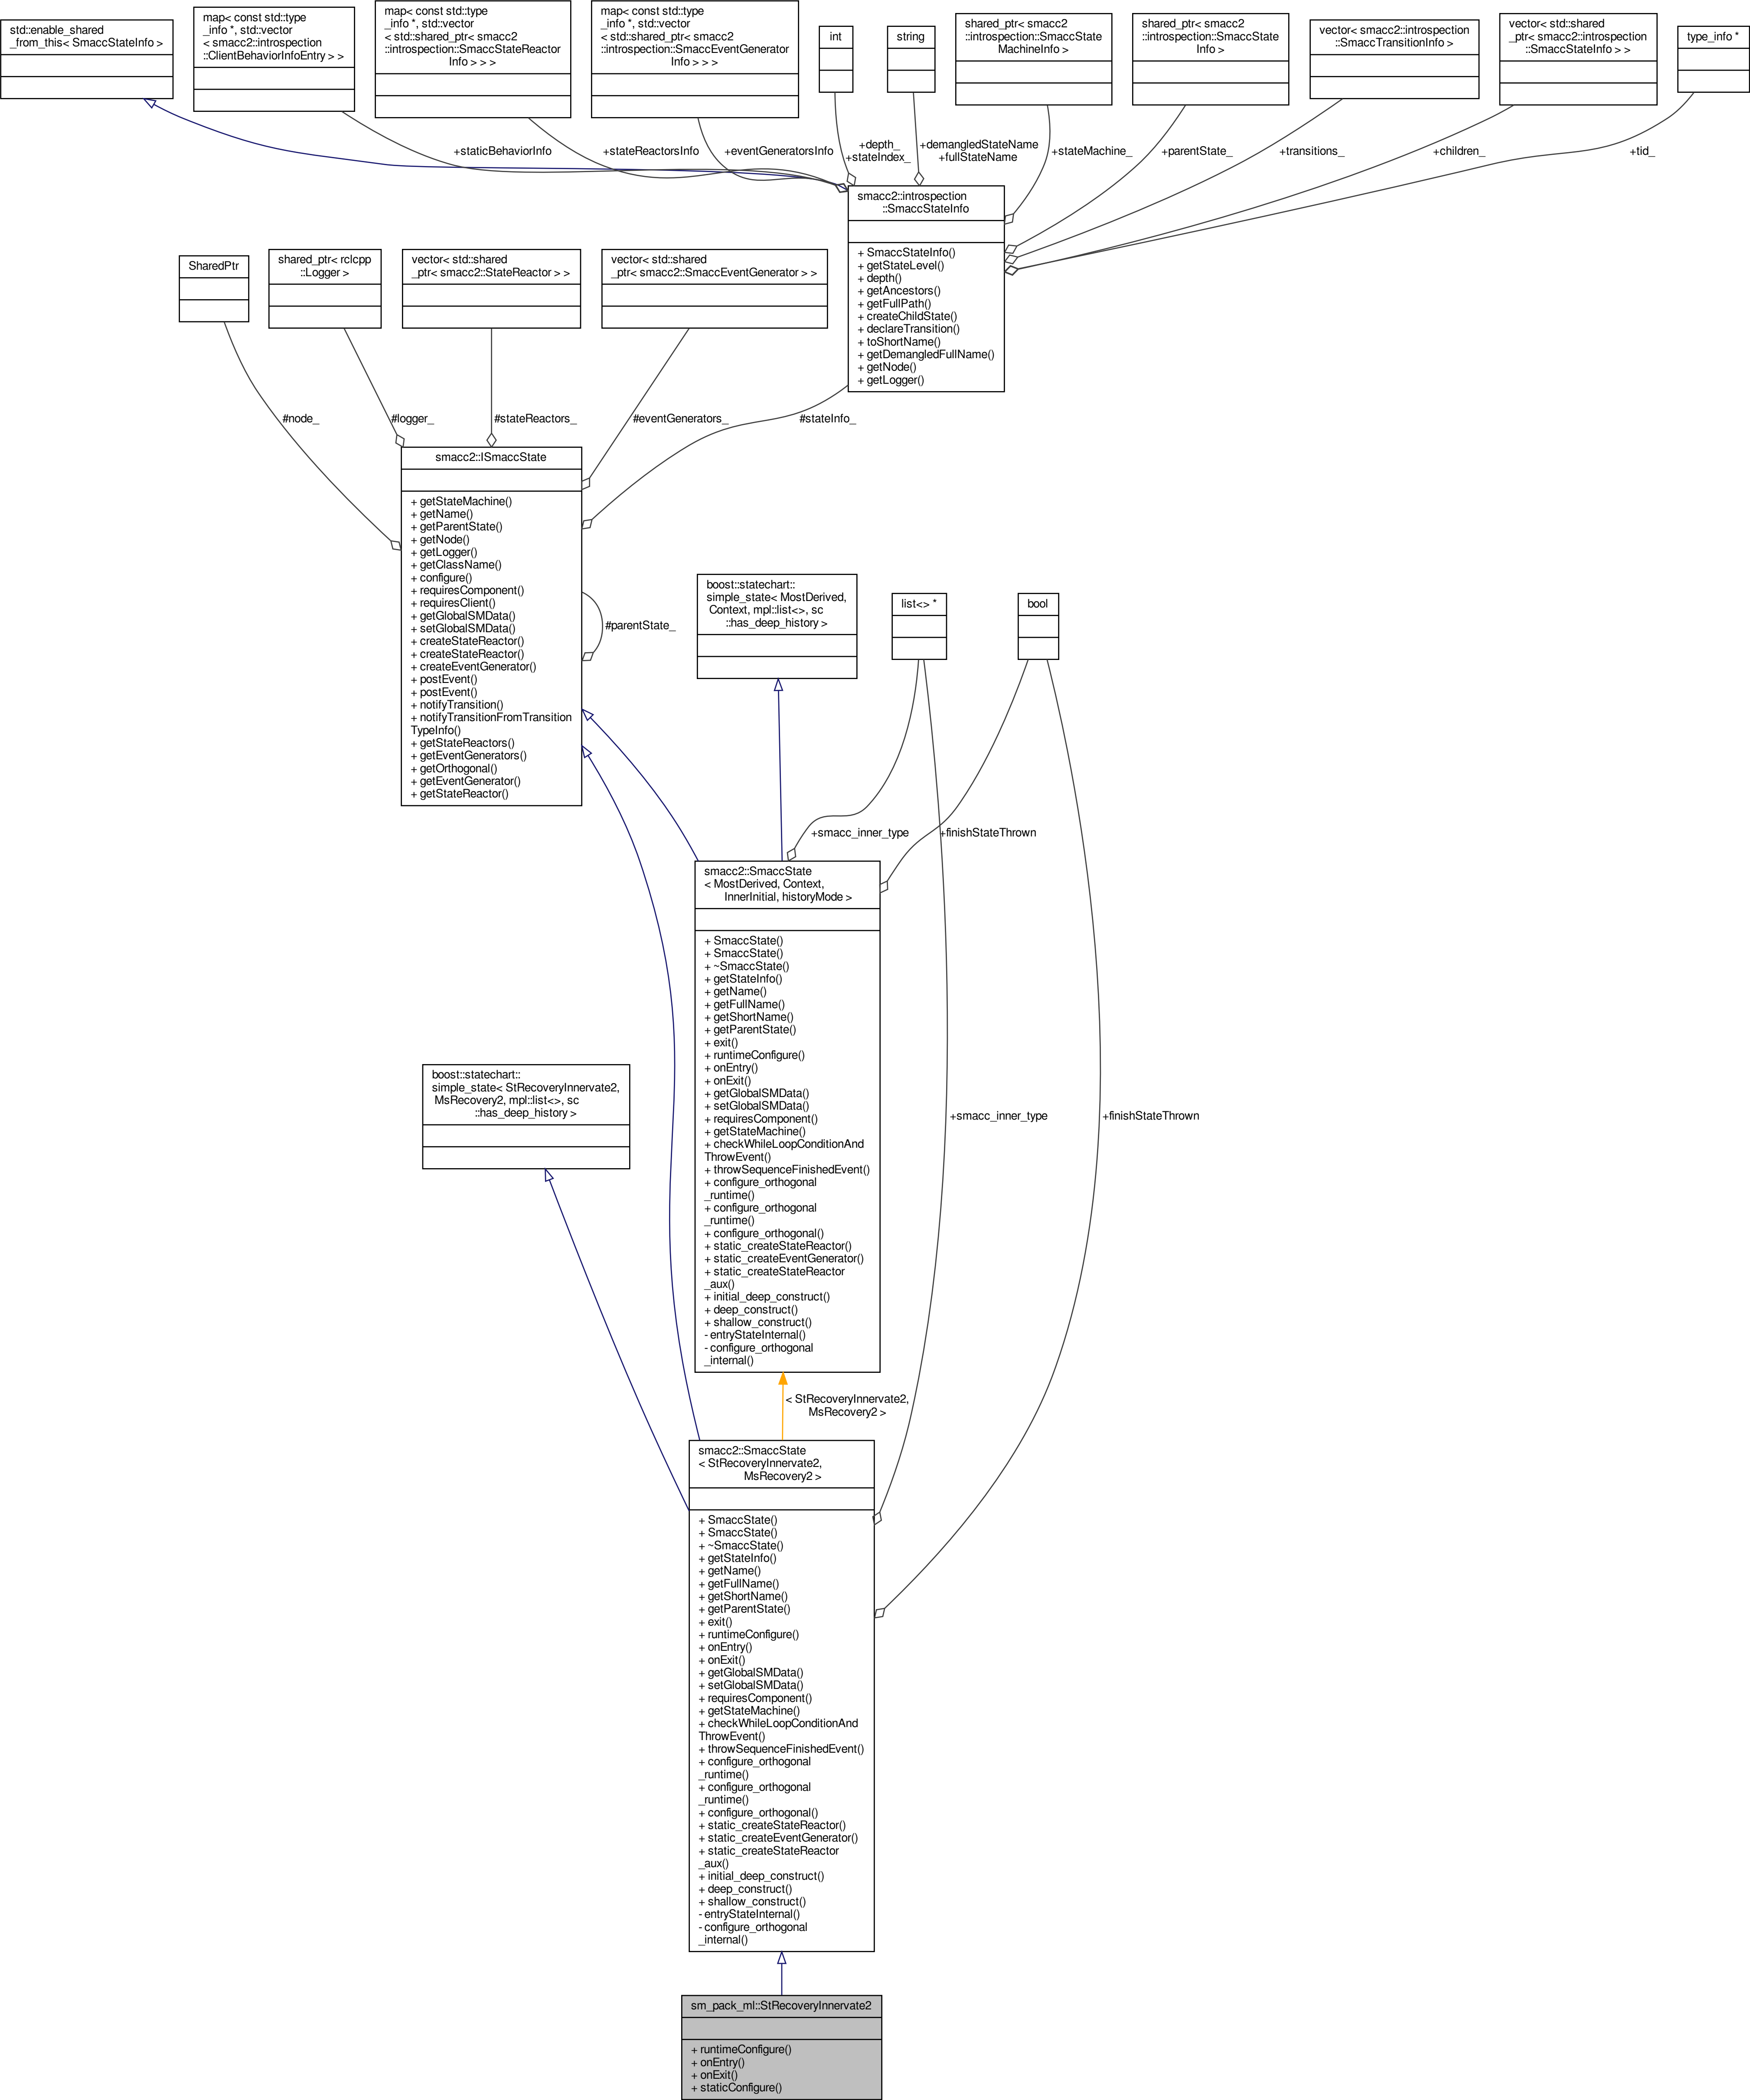 std::enable_shared
_from_this< SmaccStateInfo >
map< const std::type
_info *, std::vector
< smacc2::introspection
::ClientBehaviorInfoEntry > >
map< const std::type
_info *, std::vector
< std::shared_ptr< smacc2
::introspection::SmaccStateReactor
Info > > >
map< const std::type
_info *, std::vector
< std::shared_ptr< smacc2
::introspection::SmaccEventGenerator
Info > > >
int
string
shared_ptr< smacc2
::introspection::SmaccState
MachineInfo >
shared_ptr< smacc2
::introspection::SmaccState
Info >
vector< smacc2::introspection
::SmaccTransitionInfo >
vector< std::shared
_ptr< smacc2::introspection
::SmaccStateInfo > >
type_info *
+staticBehaviorInfo
+stateReactorsInfo
+eventGeneratorsInfo
+depth_
+stateIndex_
+demangledStateName
+fullStateName
+stateMachine_
+parentState_
+transitions_
+children_
+tid_
smacc2::introspection
::SmaccStateInfo
+ SmaccStateInfo()
+ getStateLevel()
+ depth()
+ getAncestors()
+ getFullPath()
+ createChildState()
+ declareTransition()
+ toShortName()
+ getDemangledFullName()
+ getNode()
+ getLogger()
SharedPtr
shared_ptr< rclcpp
::Logger >
vector< std::shared
_ptr< smacc2::StateReactor > >
vector< std::shared
_ptr< smacc2::SmaccEventGenerator > >
#node_
#logger_
#stateReactors_
#eventGenerators_
#stateInfo_
smacc2::ISmaccState
+ getStateMachine()
+ getName()
+ getParentState()
+ getNode()
+ getLogger()
+ getClassName()
+ configure()
+ requiresComponent()
+ requiresClient()
+ getGlobalSMData()
+ setGlobalSMData()
+ createStateReactor()
+ createStateReactor()
+ createEventGenerator()
+ postEvent()
+ postEvent()
+ notifyTransition()
+ notifyTransitionFromTransition
TypeInfo()
+ getStateReactors()
+ getEventGenerators()
+ getOrthogonal()
+ getEventGenerator()
+ getStateReactor()
#parentState_
boost::statechart::
simple_state< MostDerived,
Context, mpl::list<>, sc
::has_deep_history >
list<> *
bool
+smacc_inner_type
+finishStateThrown
smacc2::SmaccState
< MostDerived, Context,
InnerInitial, historyMode >
+ SmaccState()
+ SmaccState()
+ ~SmaccState()
+ getStateInfo()
+ getName()
+ getFullName()
+ getShortName()
+ getParentState()
+ exit()
+ runtimeConfigure()
+ onEntry()
+ onExit()
+ getGlobalSMData()
+ setGlobalSMData()
+ requiresComponent()
+ getStateMachine()
+ checkWhileLoopConditionAnd
ThrowEvent()
+ throwSequenceFinishedEvent()
+ configure_orthogonal
_runtime()
+ configure_orthogonal
_runtime()
+ configure_orthogonal()
+ static_createStateReactor()
+ static_createEventGenerator()
+ static_createStateReactor
_aux()
+ initial_deep_construct()
+ deep_construct()
+ shallow_construct()
- entryStateInternal()
- configure_orthogonal
_internal()
boost::statechart::
simple_state< StRecoveryInnervate2,
MsRecovery2, mpl::list<>, sc
::has_deep_history >
+smacc_inner_type
+finishStateThrown
< StRecoveryInnervate2,
MsRecovery2 >
smacc2::SmaccState
< StRecoveryInnervate2,
MsRecovery2 >
+ SmaccState()
+ SmaccState()
+ ~SmaccState()
+ getStateInfo()
+ getName()
+ getFullName()
+ getShortName()
+ getParentState()
+ exit()
+ runtimeConfigure()
+ onEntry()
+ onExit()
+ getGlobalSMData()
+ setGlobalSMData()
+ requiresComponent()
+ getStateMachine()
+ checkWhileLoopConditionAnd
ThrowEvent()
+ throwSequenceFinishedEvent()
+ configure_orthogonal
_runtime()
+ configure_orthogonal
_runtime()
+ configure_orthogonal()
+ static_createStateReactor()
+ static_createEventGenerator()
+ static_createStateReactor
_aux()
+ initial_deep_construct()
+ deep_construct()
+ shallow_construct()
- entryStateInternal()
- configure_orthogonal
_internal()
sm_pack_ml::StRecoveryInnervate2
+ runtimeConfigure()
+ onEntry()
+ onExit()
+ staticConfigure()